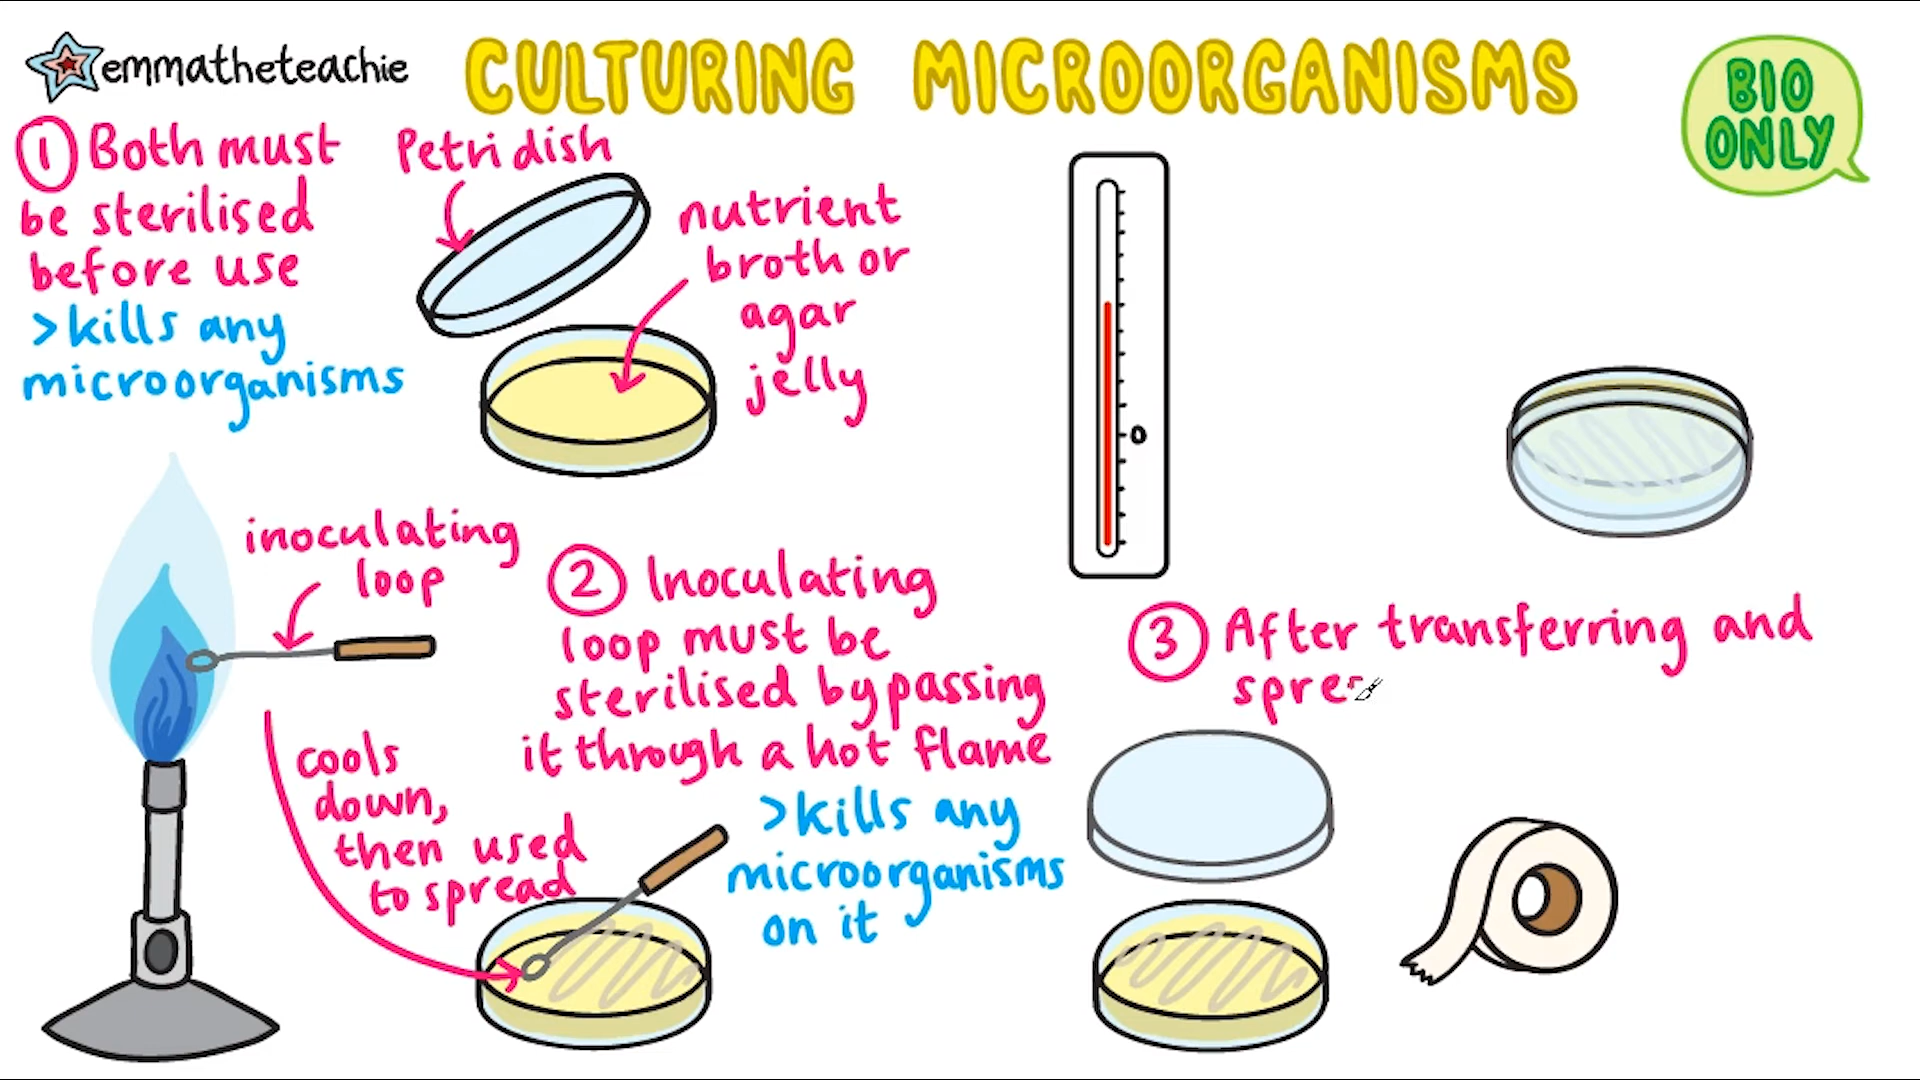 emmatheteachie
CULTURING MICROORGANISMS
BIO
ONLY
1 Both must
be sterilised
before use
>kills any
microorganisms
Petri dish
nutrient
broth or
agar
jelly
0
inoculating
loop
cools
down,
then used
to spread
2 Inoculating
loop must be
sterilised by passing
it through a hot flame
>kills any
microorganisms
on it
3 After transferring and